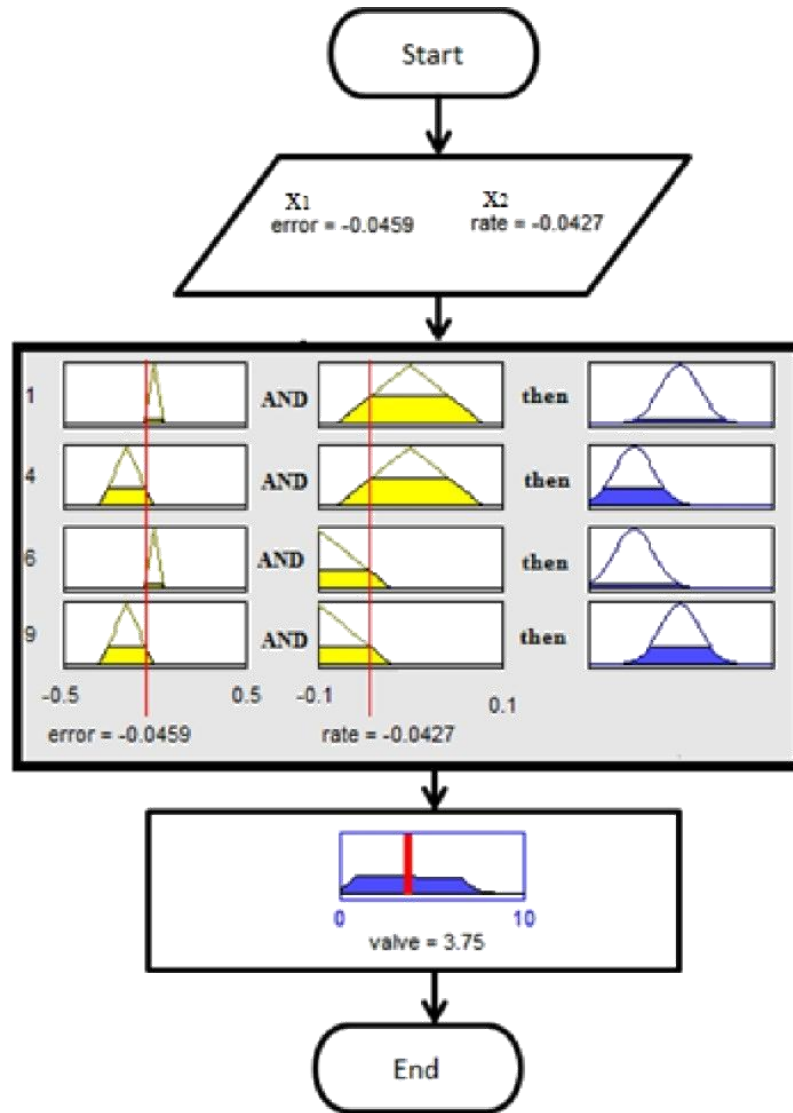 Start
X1 X2
error = -0.0459 rate = -0.0427
1 AND then
4 AND then
6 AND then
9 AND then
-0.5 0.5 -0.1 0.1
error = -0.0459 rate = -0.0427
0 10
valve = 3.75
End